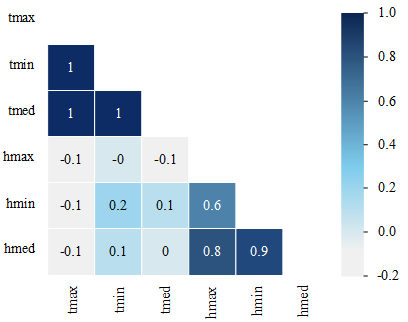 tmax
tmin 1
tmed 1 1
hmax -0.1 -0 -0.1
hmin -0.1 0.2 0.1 0.6
hmed -0.1 0.1 0 0.8 0.9
tmax tmin tmed hmax hmin hmed
1.0
0.8
0.6
0.4
0.2
0.0
-0.2